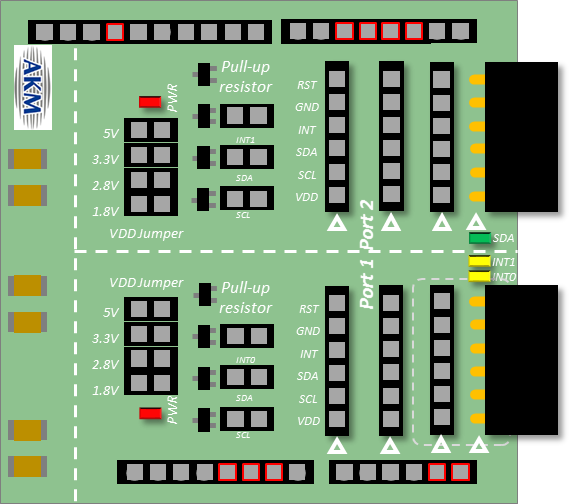 AKM
Pull-up
resistor
PWR
5V
3.3V
2.8V
1.8V
VDD Jumper
INT1
SDA
SCL
RST
GND
INT
SDA
SCL
VDD
Port 2
SDA
INT1
INT0
Port 1
VDD Jumper
5V
3.3V
2.8V
1.8V
PWR
Pull-up
resistor
INT0
SDA
SCL
RST
GND
INT
SDA
SCL
VDD